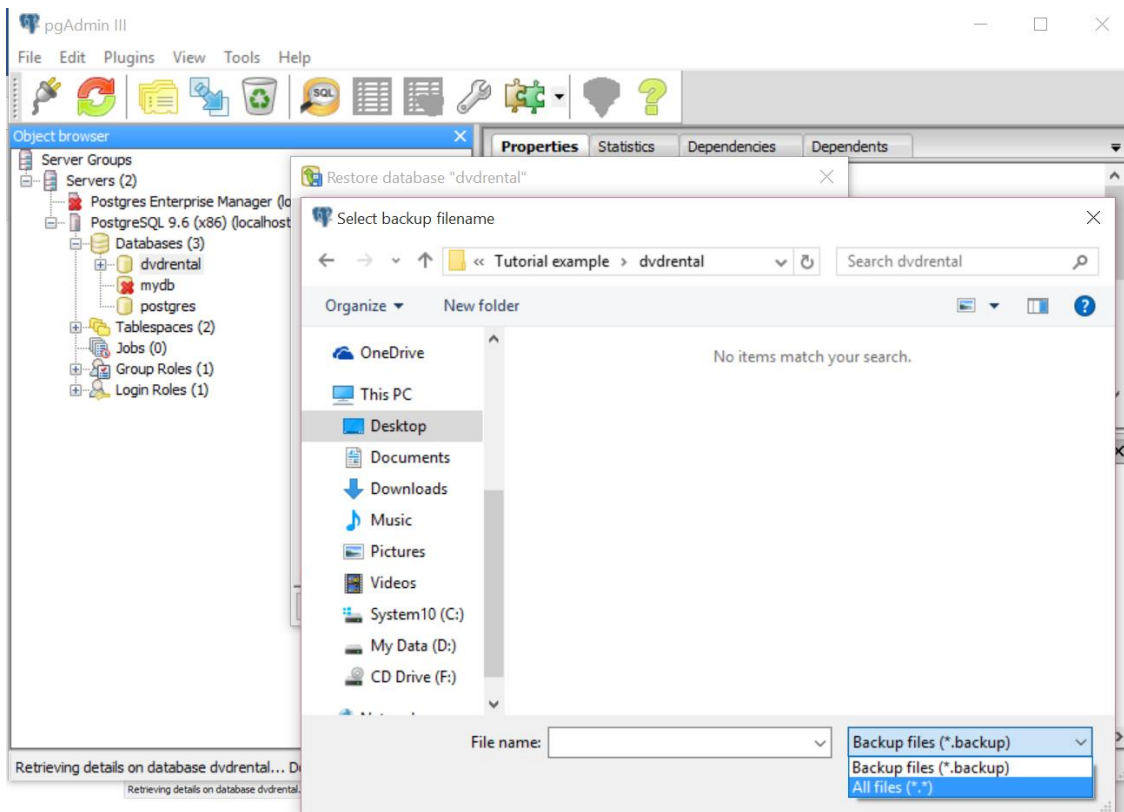 pgAdmin III
File Edit Plugins View Tools Help
SQL
Object browser
Properties Statistics Dependencies Dependents
Server Groups
Servers (2)
Postgres Enterprise Manager (lo
PostgreSQL 9.6 (x86) (localhost
Databases (3)
dvdrental
mydb
postgres
Tablespaces (2)
Jobs (0)
Group Roles (1)
Login Roles (1)
Restore database "dvdrental"
Select backup filename
« Tutorial example › dvdrental
Search dvdrental
Organize New folder
OneDrive
This PC
Desktop
Documents
Downloads
Music
Pictures
Videos
System10 (C:)
My Data (D:)
CD Drive (F:)
No items match your search.
File name:
Backup files (*.backup)
Backup files (*.backup)
All files (*.*)
Retrieving details on database dvdrental... D
Retrieving details on database dvdrental.